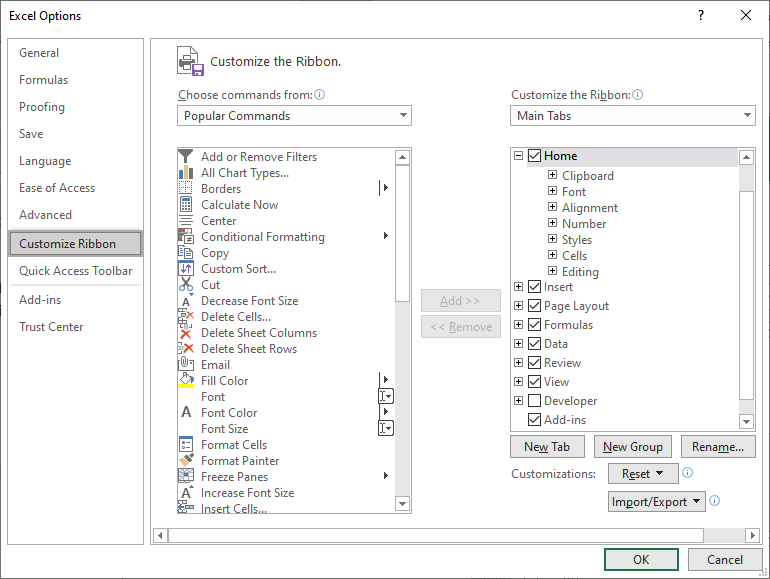 Excel Options
?
General
Formulas
Proofing
Save
Language
Ease of Access
Advanced
Customize Ribbon
Quick Access Toolbar
Add-ins
Trust Center
Customize the Ribbon.
Choose commands from:
Popular Commands
Add or Remove Filters
All Chart Types...
Borders
Calculate Now
Center
Conditional Formatting
Copy
Custom Sort...
Cut
Decrease Font Size
Delete Cells...
Delete Sheet Columns
Delete Sheet Rows
Email
Fill Color
Font
Font Color
Font Size
Format Cells
Format Painter
Freeze Panes
Increase Font Size
Insert Cells...
Add >>
<< Remove
Customize the Ribbon:
Main Tabs
Home
Clipboard
Font
Alignment
Number
Styles
Cells
Editing
Insert
Page Layout
Formulas
Data
Review
View
Developer
Add-ins
New Tab
New Group
Rename...
Customizations:
Reset
Import/Export
OK
Cancel